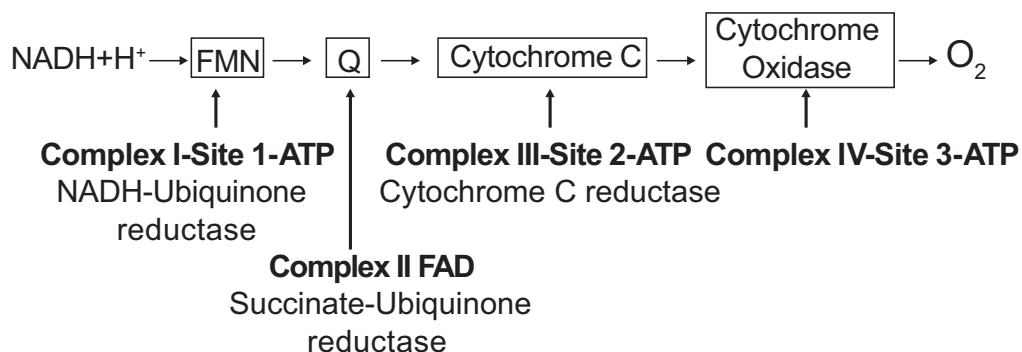 NADH+H⁺ → FMN → Q → Cytochrome C → Cytochrome Oxidase → O₂
Complex I-Site 1-ATP
NADH-Ubiquinone
reductase
Complex III-Site 2-ATP
Cytochrome C reductase
Complex IV-Site 3-ATP
Complex II FAD
Succinate-Ubiquinone
reductase